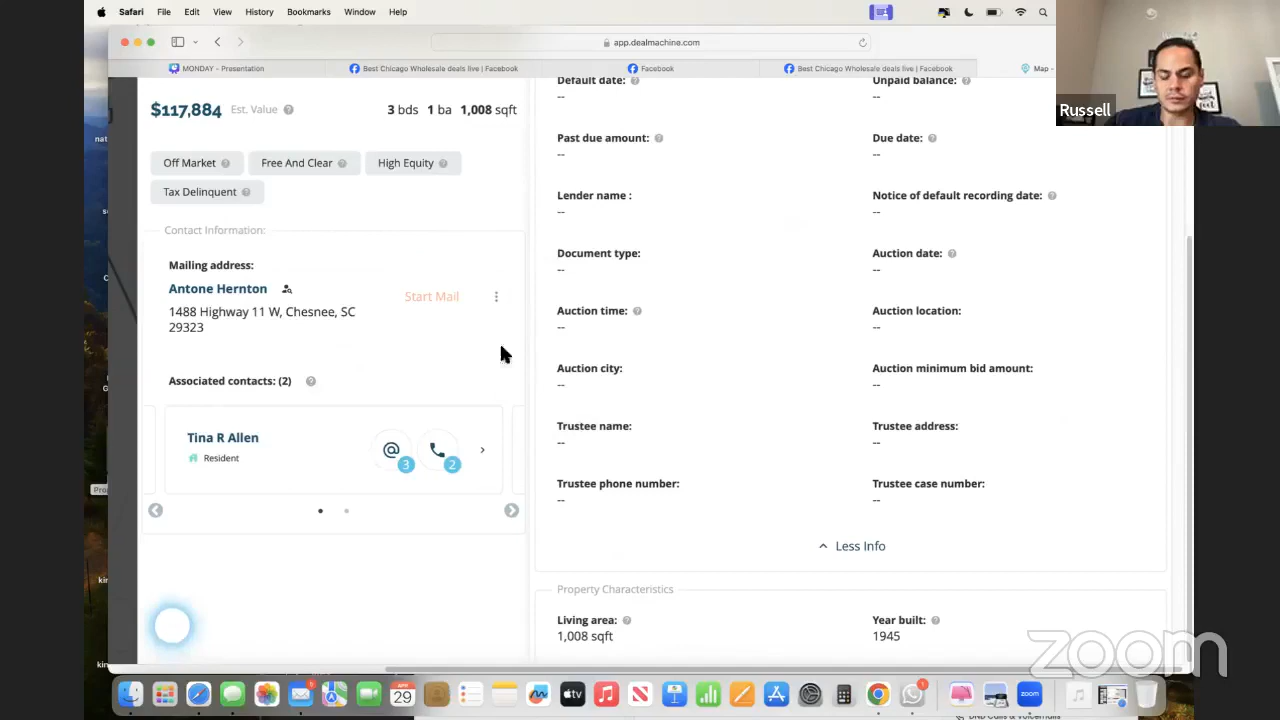 Safari File Edit View History Bookmarks Window Help
app.dealmachine.com
MONDAY - Presentation
Best Chicago Wholesale deals live | Facebook
Facebook
Best Chicago Wholesale deals live | Facebook
Map -
Russell
$117,884 Est. Value
3 bds 1 ba 1,008 sqft
Off Market
Free And Clear
High Equity
Tax Delinquent
Contact Information:
Mailing address:
Antone Hernton
Start Mail
1488 Highway 11 W, Chesnee, SC
29323
Associated contacts: (2)
Tina R Allen
Resident
3
2
Default date:
--
Unpaid balance:
--
Past due amount:
--
Due date:
--
Lender name :
--
Notice of default recording date:
--
Document type:
--
Auction date:
--
Auction time:
--
Auction location:
--
Auction city:
--
Auction minimum bid amount:
--
Trustee name:
--
Trustee address:
--
Trustee phone number:
--
Trustee case number:
--
Less Info
Property Characteristics
Living area:
1,008 sqft
Year built:
1945
zoom
APR
29
tv
zoom
DND Calls & Voicemails